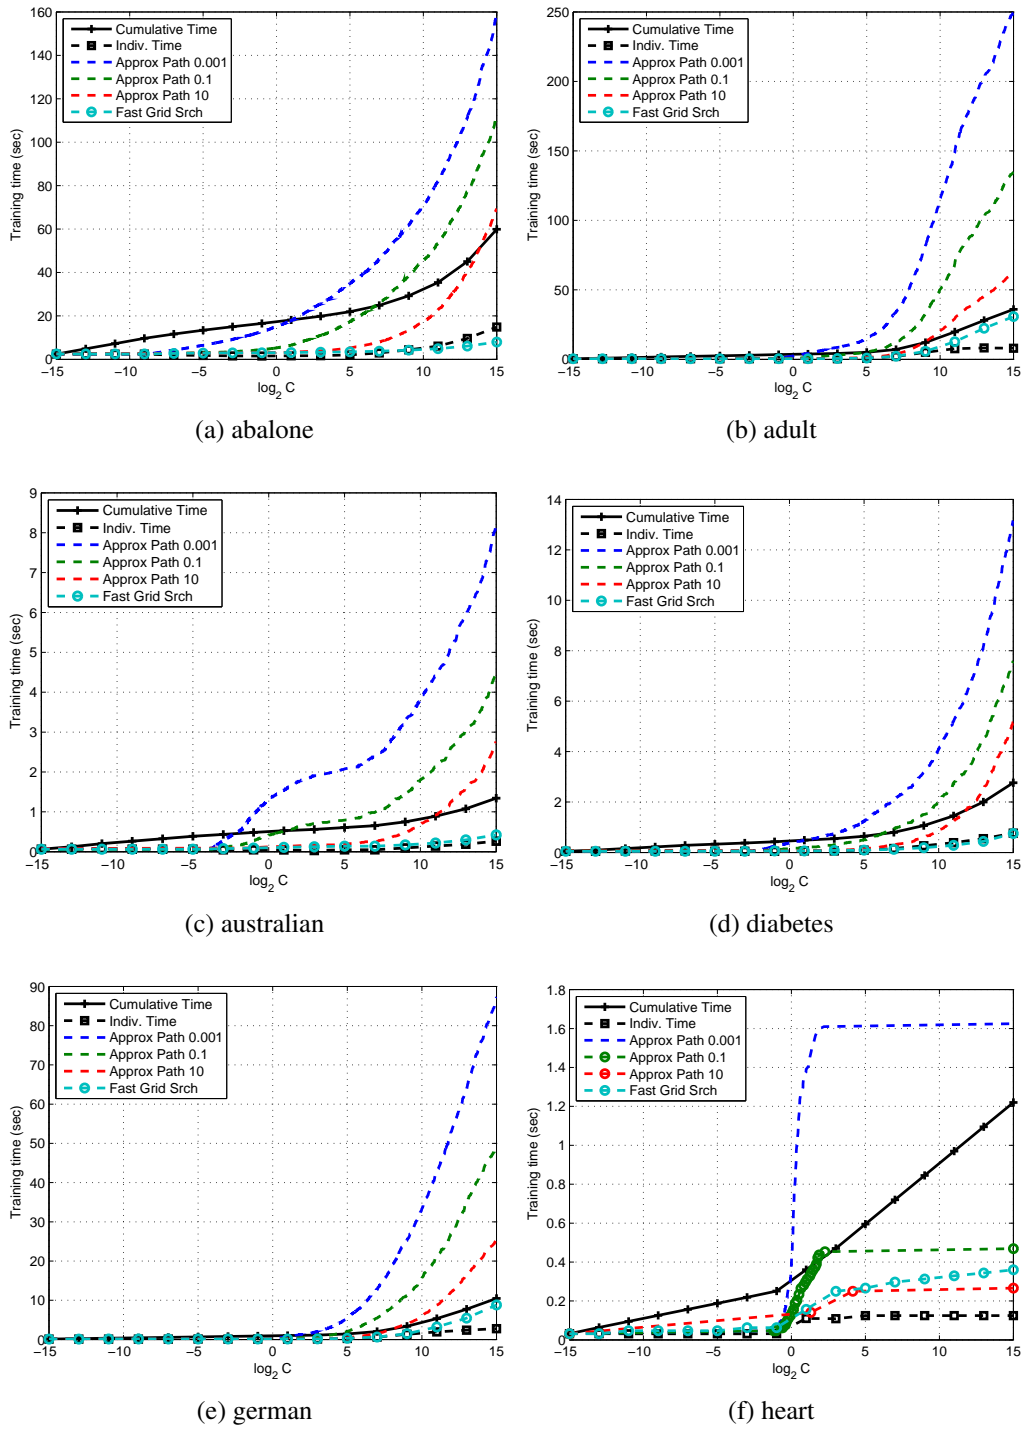 160
140
120
100
80
60
40
20
0
Training time (sec)
Cumulative Time
Indiv. Time
Approx Path 0.001
Approx Path 0.1
Approx Path 10
Fast Grid Srch
−15 −10 −5 0 5 10 15
log2 C
(a) abalone
250
200
150
100
50
0
Training time (sec)
Cumulative Time
Indiv. Time
Approx Path 0.001
Approx Path 0.1
Approx Path 10
Fast Grid Srch
−15 −10 −5 0 5 10 15
log2 C
(b) adult
9
8
7
6
5
4
3
2
1
0
Training time (sec)
Cumulative Time
Indiv. Time
Approx Path 0.001
Approx Path 0.1
Approx Path 10
Fast Grid Srch
−15 −10 −5 0 5 10 15
log2 C
(c) australian
14
12
10
8
6
4
2
0
Training time (sec)
Cumulative Time
Indiv. Time
Approx Path 0.001
Approx Path 0.1
Approx Path 10
Fast Grid Srch
−15 −10 −5 0 5 10 15
log2 C
(d) diabetes
90
80
70
60
50
40
30
20
10
0
Training time (sec)
Cumulative Time
Indiv. Time
Approx Path 0.001
Approx Path 0.1
Approx Path 10
Fast Grid Srch
−15 −10 −5 0 5 10 15
log2 C
(e) german
1.8
1.6
1.4
1.2
1
0.8
0.6
0.4
0.2
0
Training time (sec)
Cumulative Time
Indiv. Time
Approx Path 0.001
Approx Path 0.1
Approx Path 10
Fast Grid Srch
−15 −10 −5 0 5 10 15
log2 C
(f) heart